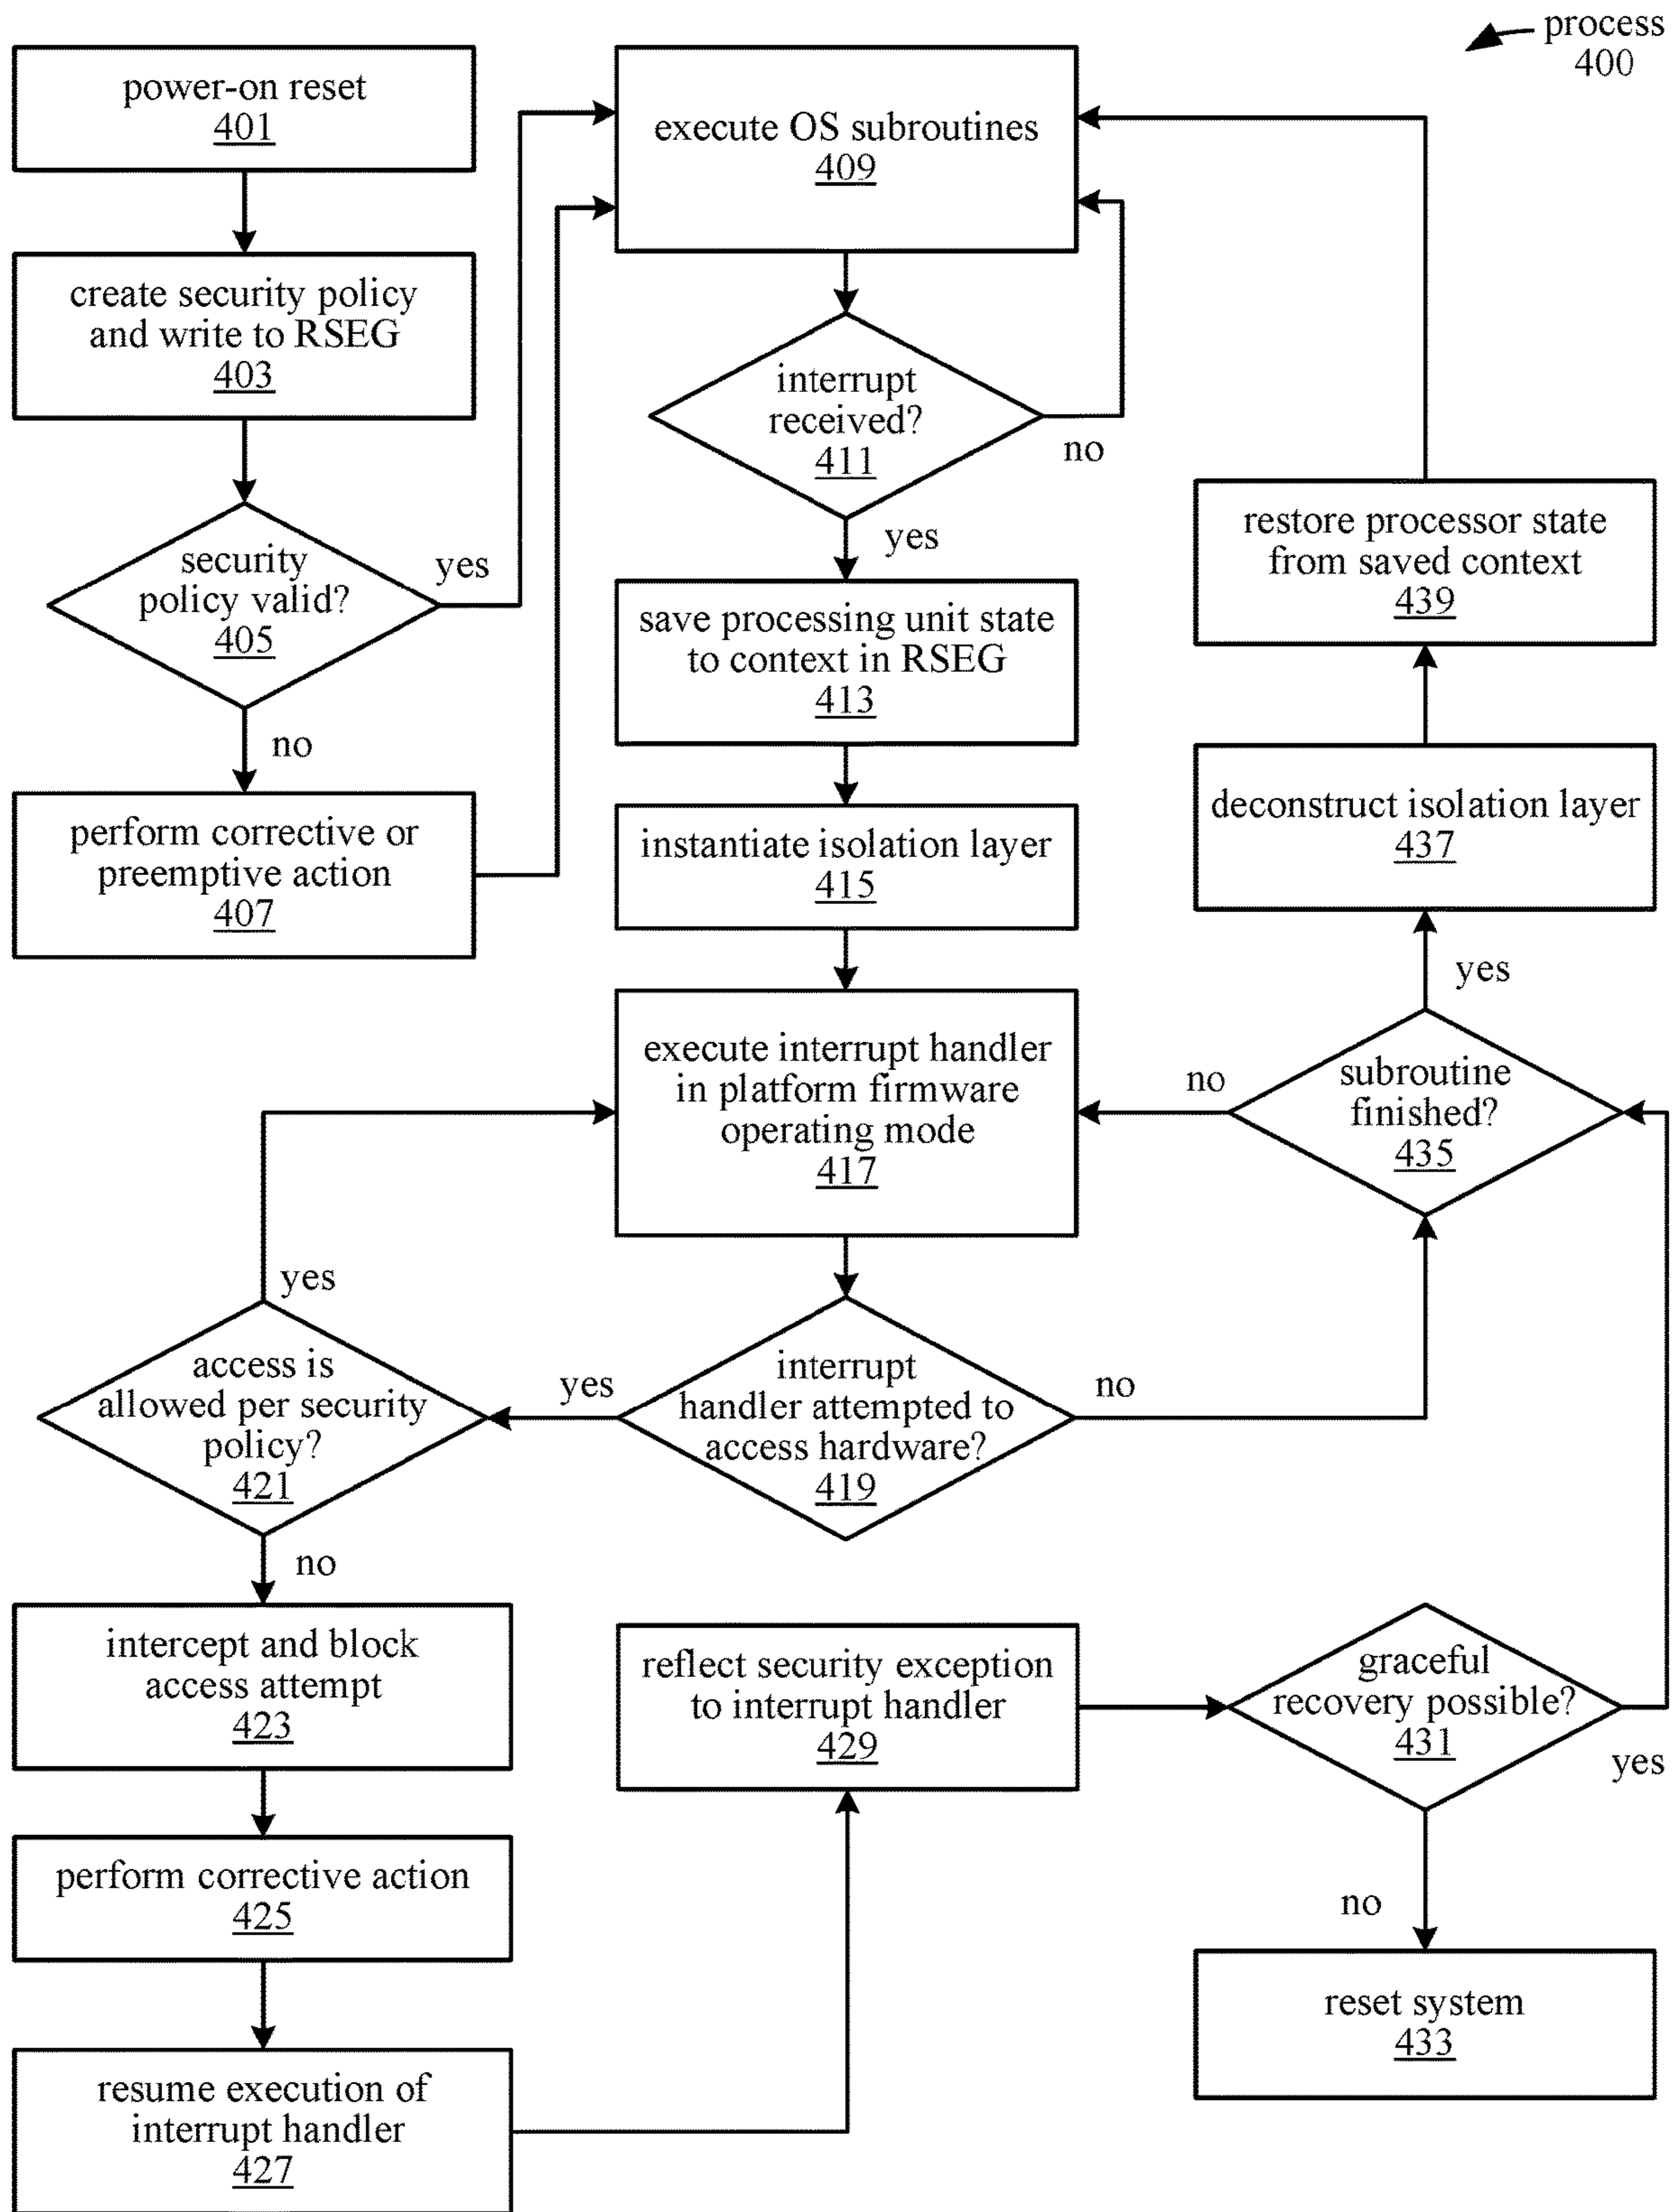 process
400
power-on reset
401
create security policy
and write to RSEG
403
security
policy valid?
405
yes
no
perform corrective or
preemptive action
407
execute OS subroutines
409
interrupt
received?
411
no
yes
save processing unit state
to context in RSEG
413
instantiate isolation layer
415
execute interrupt handler
in platform firmware
operating mode
417
interrupt
handler attempted to
access hardware?
419
yes
no
access is
allowed per security
policy?
421
yes
no
intercept and block
access attempt
423
perform corrective action
425
resume execution of
interrupt handler
427
reflect security exception
to interrupt handler
429
graceful
recovery possible?
431
yes
no
reset system
433
subroutine
finished?
435
no
yes
deconstruct isolation layer
437
restore processor state
from saved context
439